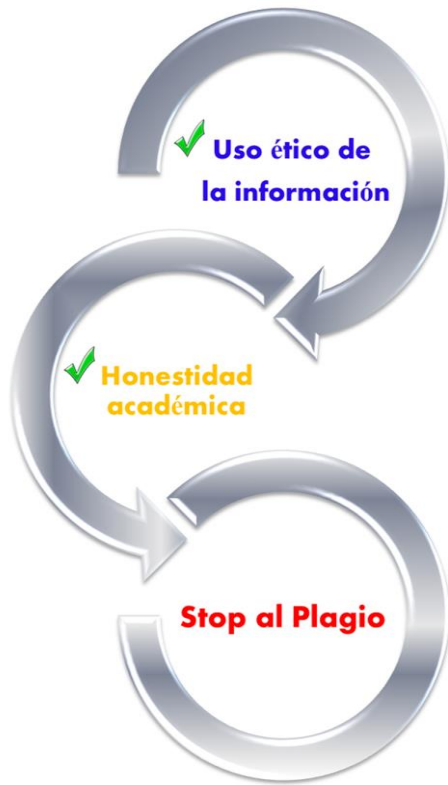 Uso ético de
la información
Honestidad
académica
Stop al Plagio